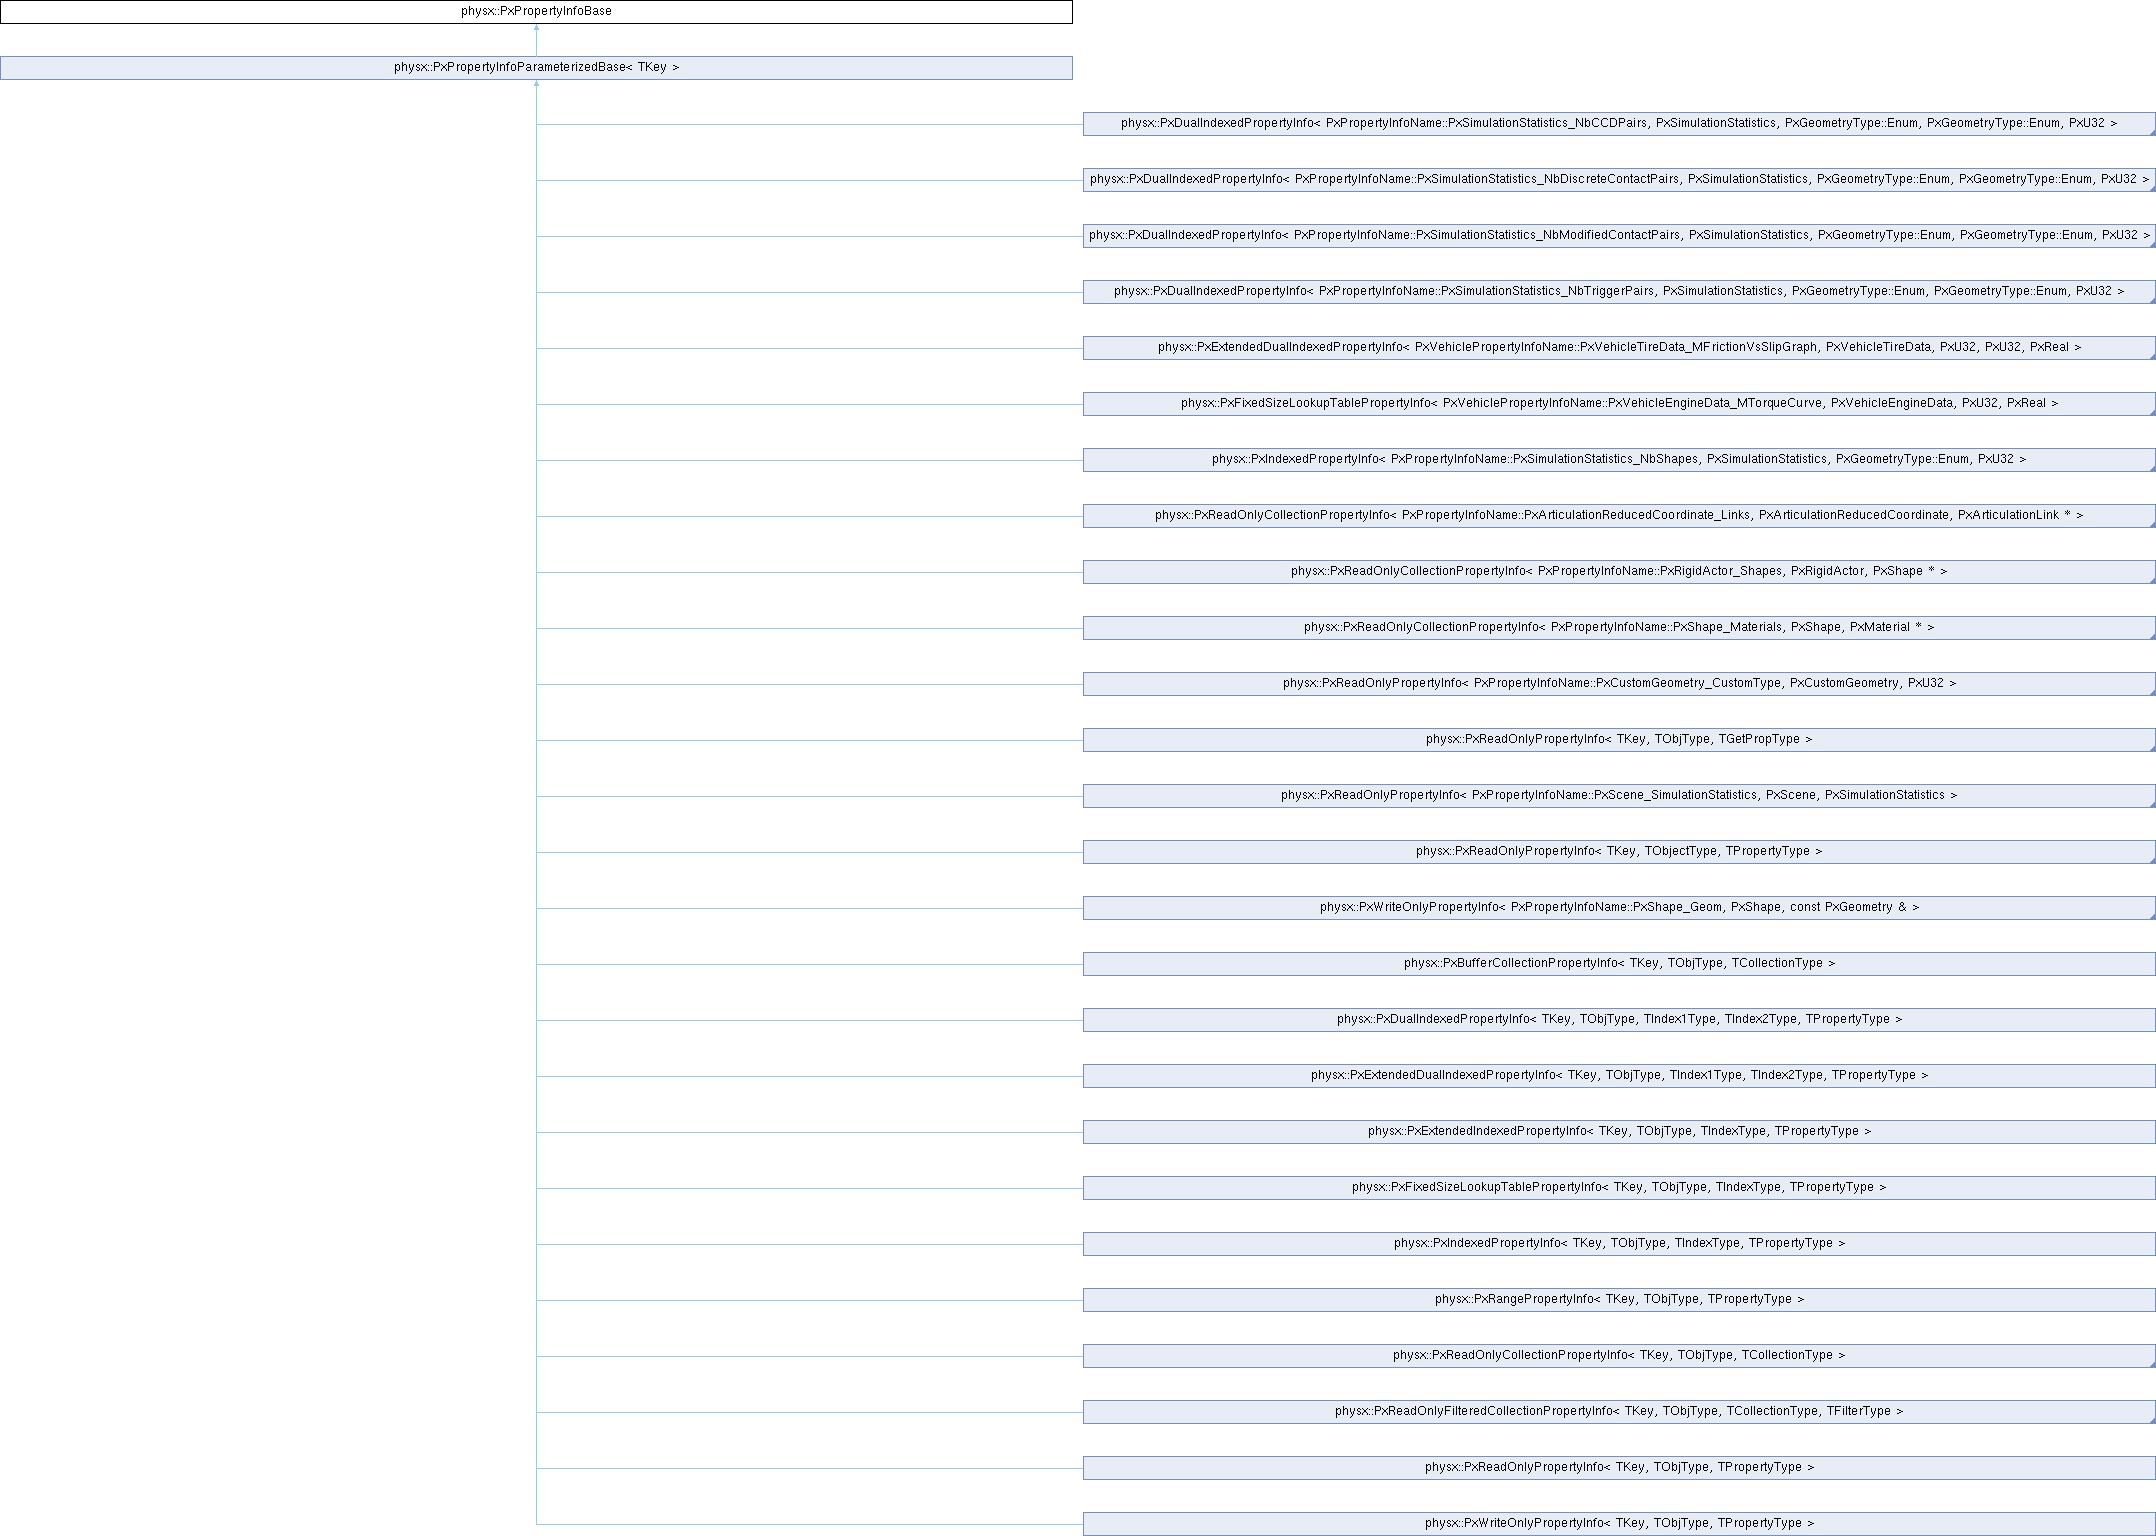 physx::PxPropertyInfoBase
physx::PxPropertyInfoParameterizedBase< TKey >
physx::PxDualIndexedPropertyInfo< PxPropertyInfoName::PxSimulationStatistics_NbCCDPairs, PxSimulationStatistics, PxGeometryType::Enum, PxGeometryType::Enum, PxU32 >
physx::PxDualIndexedPropertyInfo< PxPropertyInfoName::PxSimulationStatistics_NbDiscreteContactPairs, PxSimulationStatistics, PxGeometryType::Enum, PxGeometryType::Enum, PxU32 >
physx::PxDualIndexedPropertyInfo< PxPropertyInfoName::PxSimulationStatistics_NbModifiedContactPairs, PxSimulationStatistics, PxGeometryType::Enum, PxGeometryType::Enum, PxU32 >
physx::PxDualIndexedPropertyInfo< PxPropertyInfoName::PxSimulationStatistics_NbTriggerPairs, PxSimulationStatistics, PxGeometryType::Enum, PxGeometryType::Enum, PxU32 >
physx::PxExtendedDualIndexedPropertyInfo< PxVehiclePropertyInfoName::PxVehicleTireData_MFrictionVsSlipGraph, PxVehicleTireData, PxU32, PxU32, PxReal >
physx::PxFixedSizeLookupTablePropertyInfo< PxVehiclePropertyInfoName::PxVehicleEngineData_MTorqueCurve, PxVehicleEngineData, PxU32, PxReal >
physx::PxIndexedPropertyInfo< PxPropertyInfoName::PxSimulationStatistics_NbShapes, PxSimulationStatistics, PxGeometryType::Enum, PxU32 >
physx::PxReadOnlyCollectionPropertyInfo< PxPropertyInfoName::PxArticulationReducedCoordinate_Links, PxArticulationReducedCoordinate, PxArticulationLink * >
physx::PxReadOnlyCollectionPropertyInfo< PxPropertyInfoName::PxRigidActor_Shapes, PxRigidActor, PxShape * >
physx::PxReadOnlyCollectionPropertyInfo< PxPropertyInfoName::PxShape_Materials, PxShape, PxMaterial * >
physx::PxReadOnlyPropertyInfo< PxPropertyInfoName::PxCustomGeometry_CustomType, PxCustomGeometry, PxU32 >
physx::PxReadOnlyPropertyInfo< TKey, TObjType, TGetPropType >
physx::PxReadOnlyPropertyInfo< PxPropertyInfoName::PxScene_SimulationStatistics, PxScene, PxSimulationStatistics >
physx::PxReadOnlyPropertyInfo< TKey, TObjectType, TPropertyType >
physx::PxWriteOnlyPropertyInfo< PxPropertyInfoName::PxShape_Geom, PxShape, const PxGeometry & >
physx::PxBufferCollectionPropertyInfo< TKey, TObjType, TCollectionType >
physx::PxDualIndexedPropertyInfo< TKey, TObjType, TIndex1Type, TIndex2Type, TPropertyType >
physx::PxExtendedDualIndexedPropertyInfo< TKey, TObjType, TIndex1Type, TIndex2Type, TPropertyType >
physx::PxExtendedIndexedPropertyInfo< TKey, TObjType, TIndexType, TPropertyType >
physx::PxFixedSizeLookupTablePropertyInfo< TKey, TObjType, TIndexType, TPropertyType >
physx::PxIndexedPropertyInfo< TKey, TObjType, TIndexType, TPropertyType >
physx::PxRangePropertyInfo< TKey, TObjType, TPropertyType >
physx::PxReadOnlyCollectionPropertyInfo< TKey, TObjType, TCollectionType >
physx::PxReadOnlyFilteredCollectionPropertyInfo< TKey, TObjType, TCollectionType, TFilterType >
physx::PxReadOnlyPropertyInfo< TKey, TObjType, TPropertyType >
physx::PxWriteOnlyPropertyInfo< TKey, TObjType, TPropertyType >